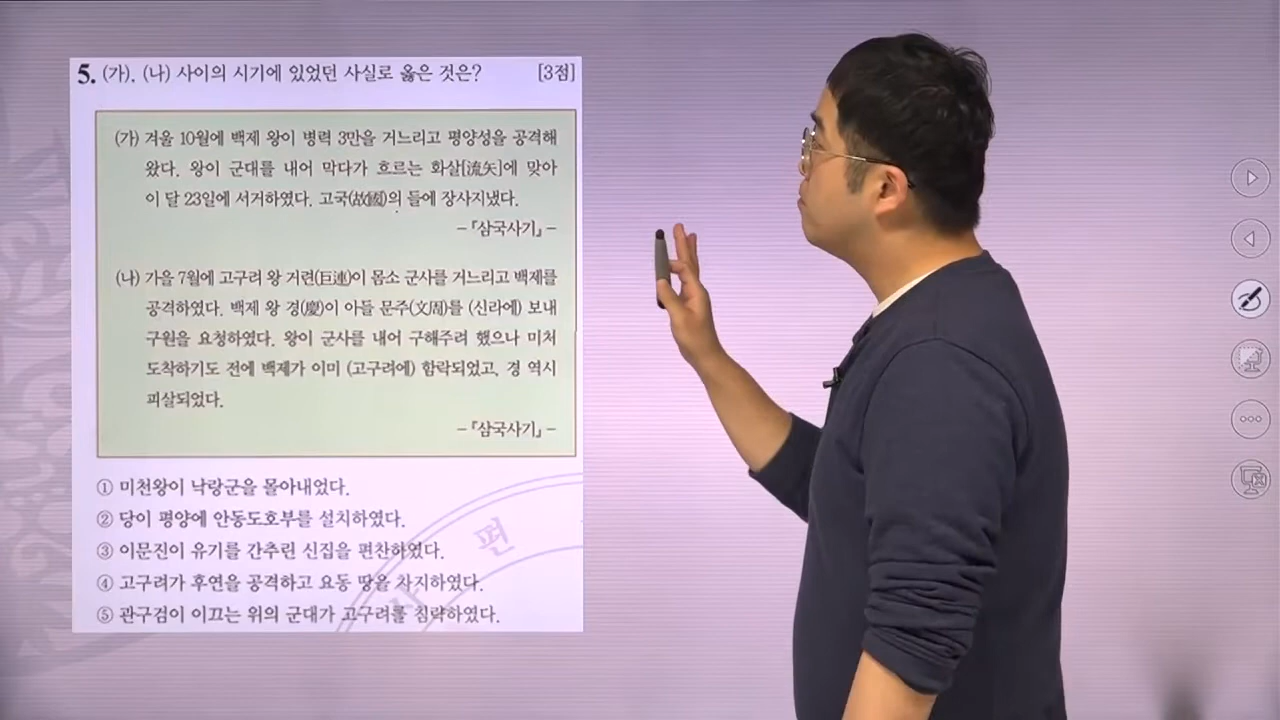 5. (가), (나) 사이의 시기에 있었던 사실로 옳은 것은? [3점]
(가) 겨울 10월에 백제 왕이 병력 3만을 거느리고 평양성을 공격해
왔다. 왕이 군대를 내어 막다가 흐르는 화살[流矢]에 맞아
이 달 23일에 서거하였다. 고국(故國)의 들에 장사지냈다.
-『삼국사기』-
(나) 가을 7월에 고구려 왕 거련(巨連)이 몸소 군사를 거느리고 백제를
공격하였다. 백제 왕 경(慶)이 아들 문주(文周)를 (신라에) 보내
구원을 요청하였다. 왕이 군사를 내어 구해주려 했으나 미처
도착하기도 전에 백제가 이미 (고구려에) 함락되었고, 경 역시
피살되었다.
-『삼국사기』-
① 미천왕이 낙랑군을 몰아내었다.
② 당이 평양에 안동도호부를 설치하였다.
③ 이문진이 유기를 간추린 신집을 편찬하였다.
④ 고구려가 후연을 공격하고 요동 땅을 차지하였다.
⑤ 관구검이 이끄는 위의 군대가 고구려를 침략하였다.
편